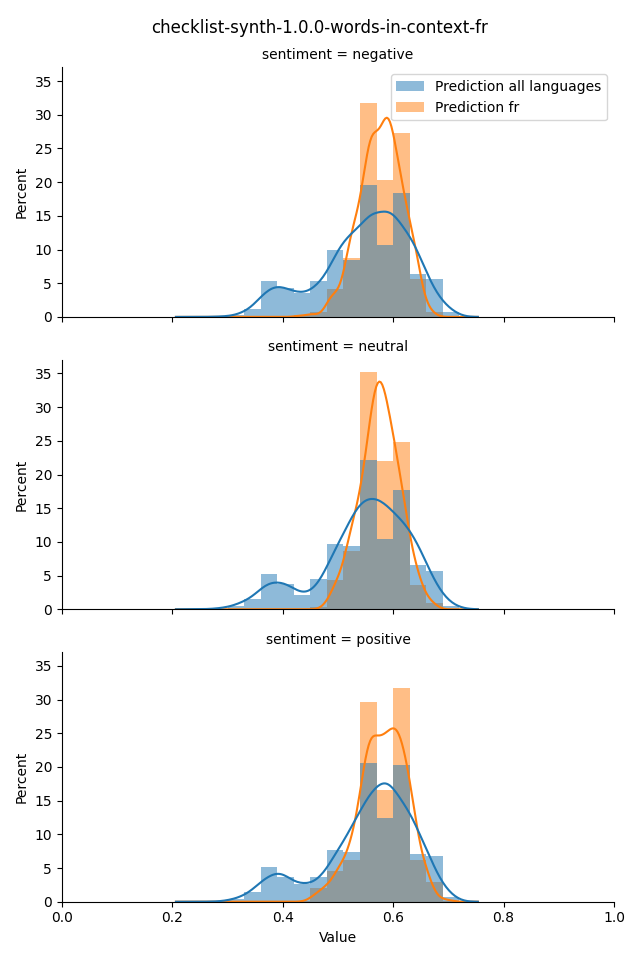 checklist-synth-1.0.0-words-in-context-fr
sentiment = negative
35
30
25
20
15
10
5
0
Percent
Prediction all languages
Prediction fr
sentiment = neutral
35
30
25
20
15
10
5
0
Percent
sentiment = positive
35
30
25
20
15
10
5
0
Percent
0.0 0.2 0.4 0.6 0.8 1.0
Value